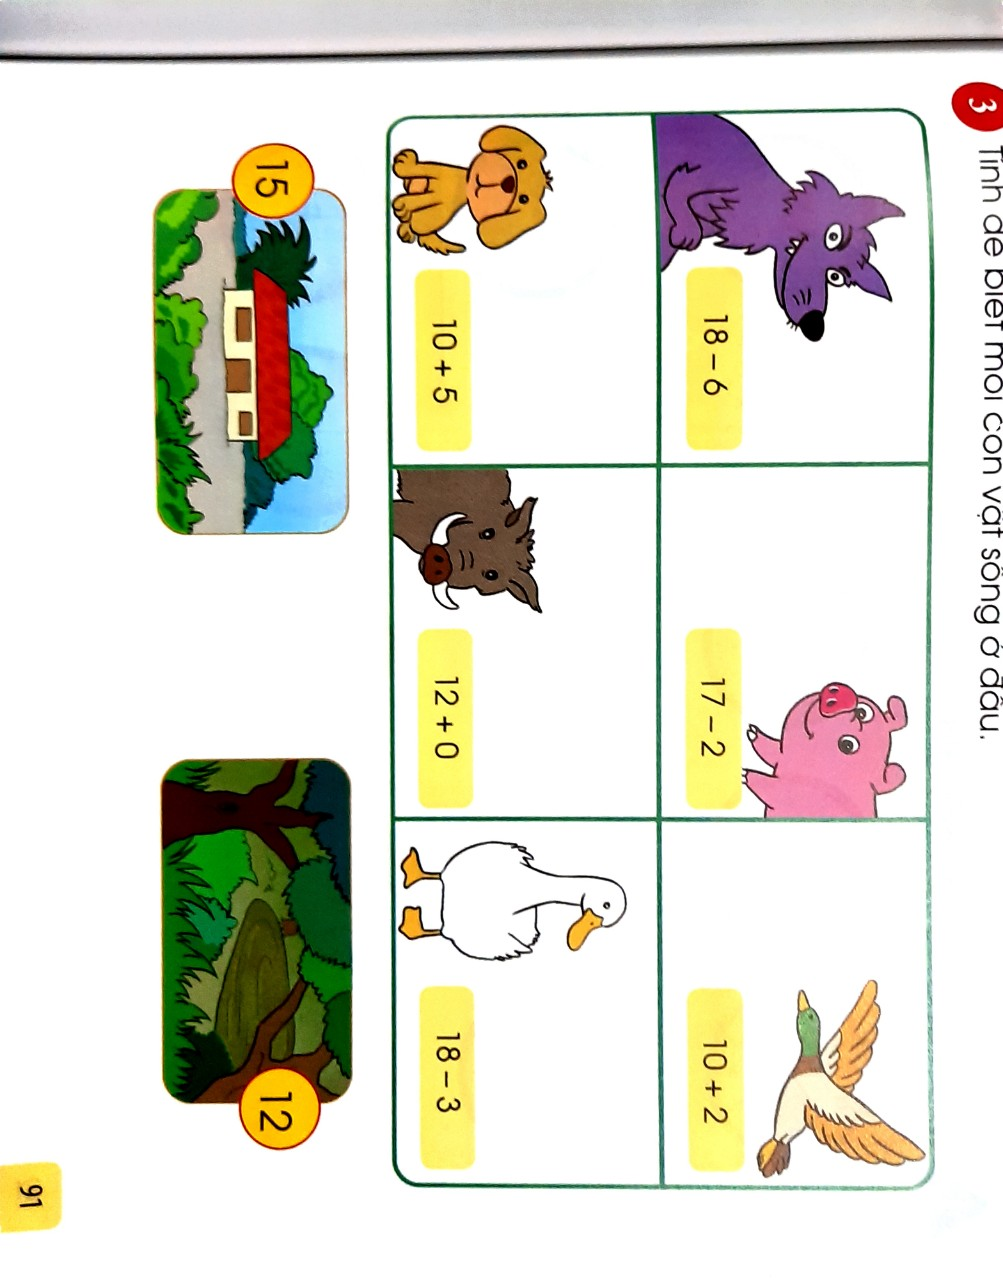 3 Tính để biết mỗi con vật sống ở đâu.
18 – 6
17 – 2
10 + 2
10 + 5
12 + 0
18 – 3
15
12
91